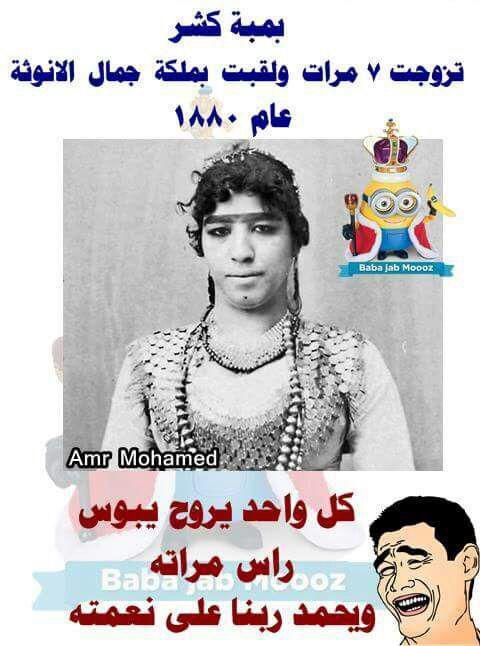 بمبة كشر
تزوجت ٧ مرات ولقبت بملكة جمال الانوثة
عام ١٨٨٠
Baba jab Moooz
Amr Mohamed
كل واحد يروح يبوس
راس مراته
Baba jab Moooz
ويحمد ربنا على نعمته